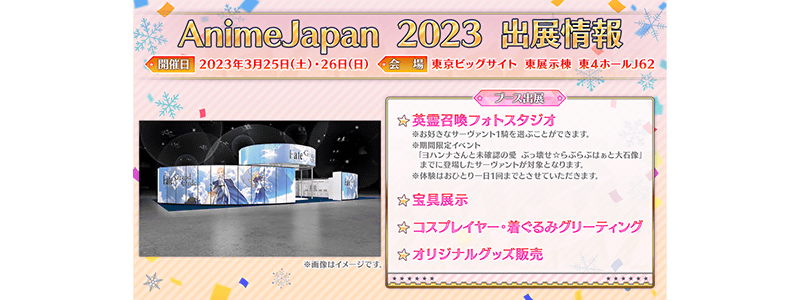 AnimeJapan 2023 出展情報
開催日 2023年3月25日(土)・26日(日) 会場 東京ビッグサイト 東展示棟 東4ホールJ62
ブース出展
英霊召喚フォトスタジオ
※お好きなサーヴァント1騎を選ぶことができます。
※期間限定イベント
「ヨハンナさんと未確認の愛 ぶっ壊せ☆らぶらぶはぁと大石像」
までに登場したサーヴァントが対象となります。
※体験はおひとり一日1回までとさせていただきます。
宝具展示
コスプレイヤー・着ぐるみグリーティング
オリジナルグッズ販売
Fate/Grand Order
※画像はイメージです。